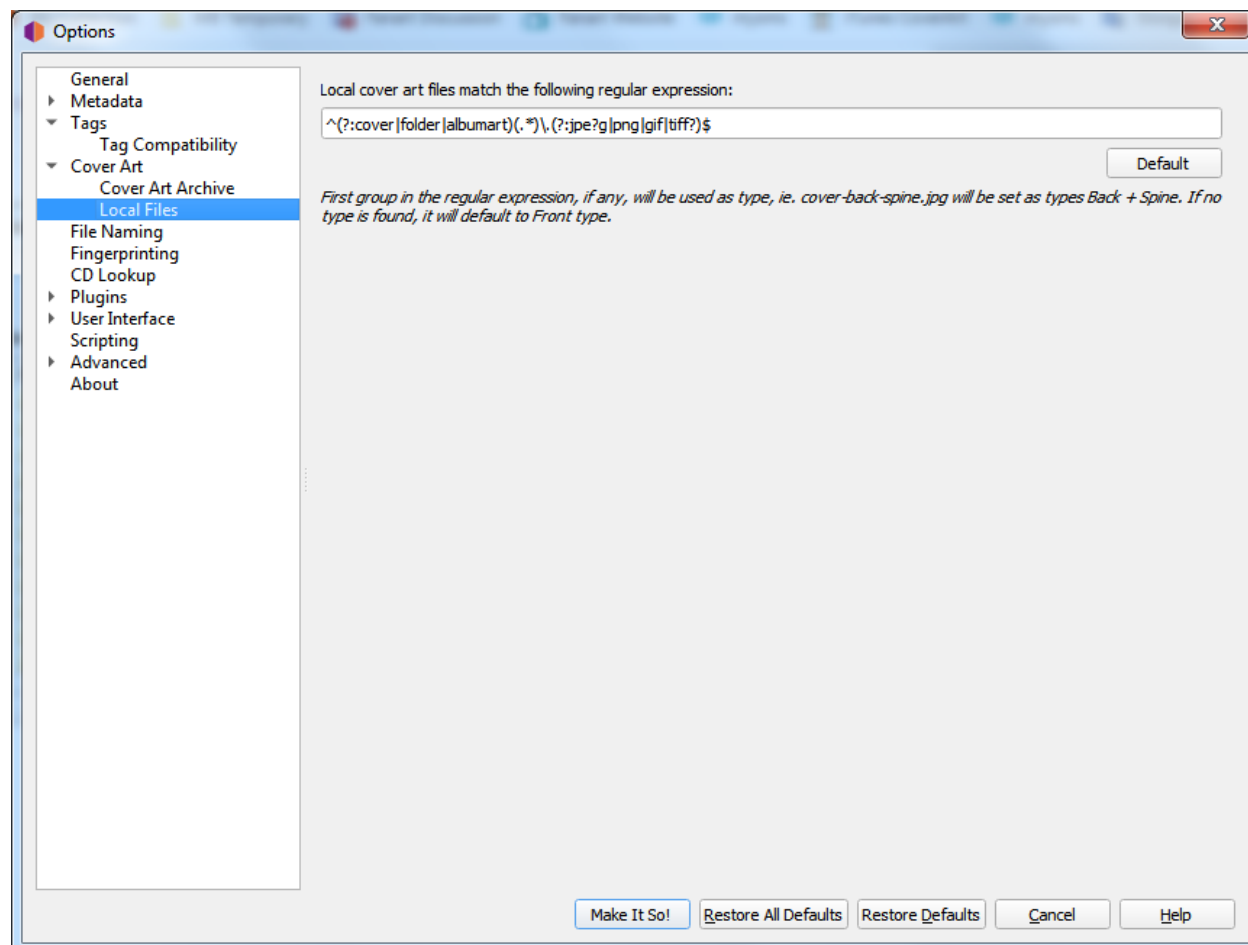 Options
General
Metadata
Tags
Tag Compatibility
Cover Art
Cover Art Archive
Local Files
File Naming
Fingerprinting
CD Lookup
Plugins
User Interface
Scripting
Advanced
About
Local cover art files match the following regular expression:
^(?:cover|folder|albumart)(.*)\.(?:jpe?g|png|gif|tiff?)$
Default
First group in the regular expression, if any, will be used as type, ie. cover-back-spine.jpg will be set as types Back + Spine. If no
type is found, it will default to Front type.
Make It So!
Restore All Defaults
Restore Defaults
Cancel
Help